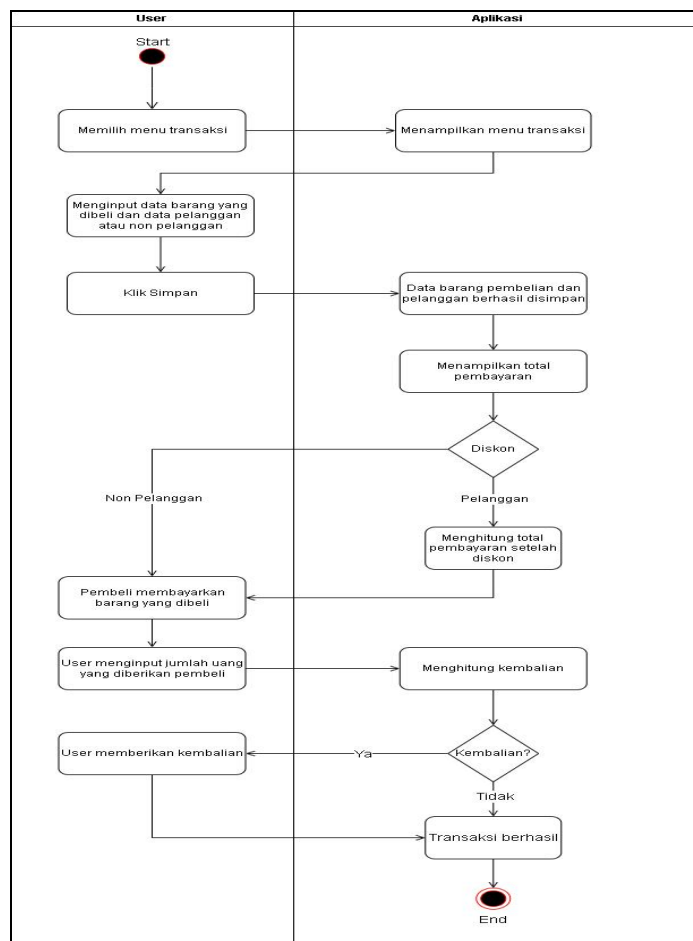 User
Aplikasi
Start
Memilih menu transaksi
Menampilkan menu transaksi
Menginput data barang yang
dibeli dan data pelanggan
atau non pelanggan
Klik Simpan
Data barang pembelian dan
pelanggan berhasil disimpan
Menampilkan total
pembayaran
Diskon
Non Pelanggan
Pelanggan
Menghitung total
pembayaran setelah
diskon
Pembeli membayarkan
barang yang dibeli
User menginput jumlah uang
yang diberikan pembeli
Menghitung kembalian
User memberikan kembalian
Ya
Kembalian?
Tidak
Transaksi berhasil
End